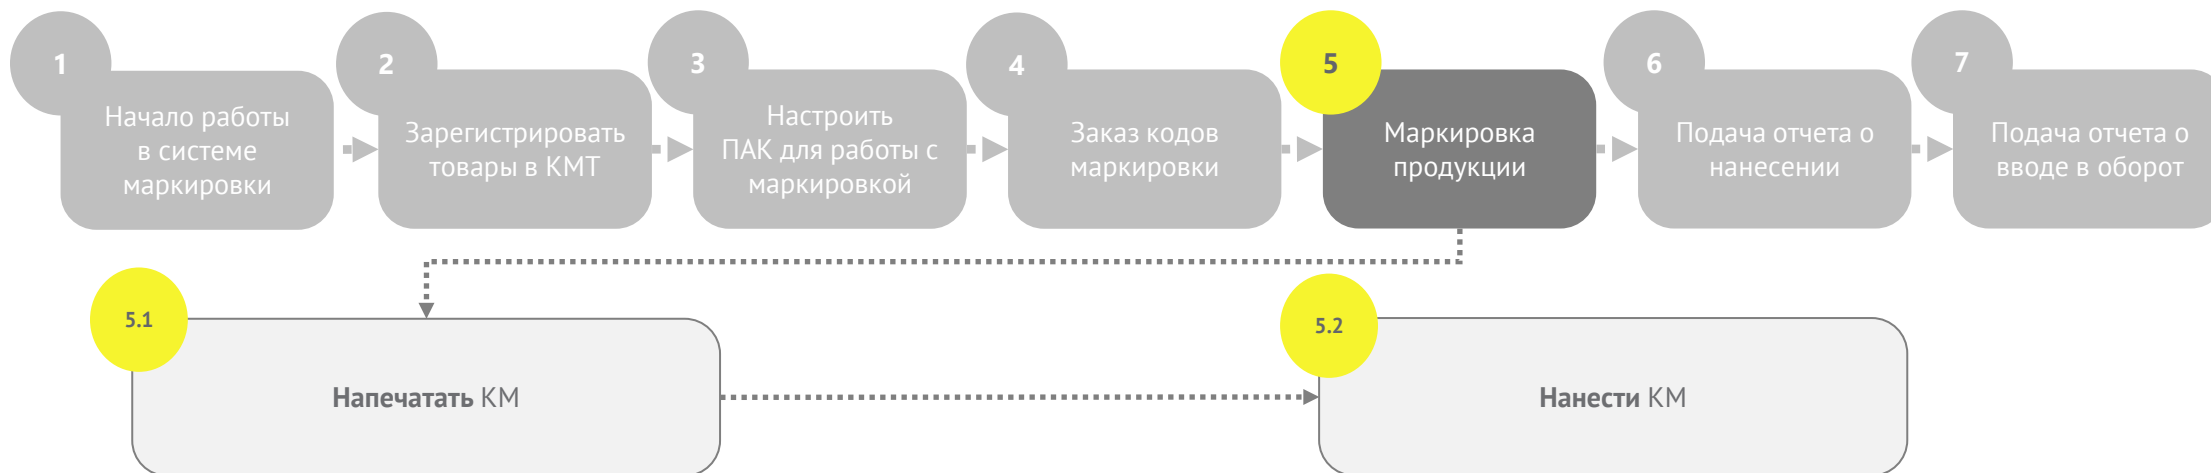 1
Начало работы
в системе
маркировки
2
Зарегистрировать
товары в КМТ
3
Настроить
ПАК для работы с
маркировкой
4
Заказ кодов
маркировки
5
Маркировка
продукции
6
Подача отчета о
нанесении
7
Подача отчета о
вводе в оборот
5.1
Напечатать КМ
5.2
Нанести КМ